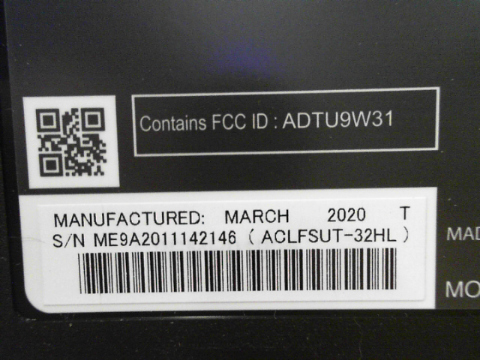 Contains FCC ID : ADTU9W31
MANUFACTURED: MARCH 2020 T
S/N ME9A2011142146 ( ACLFSUT-32HL )
MAD
MO